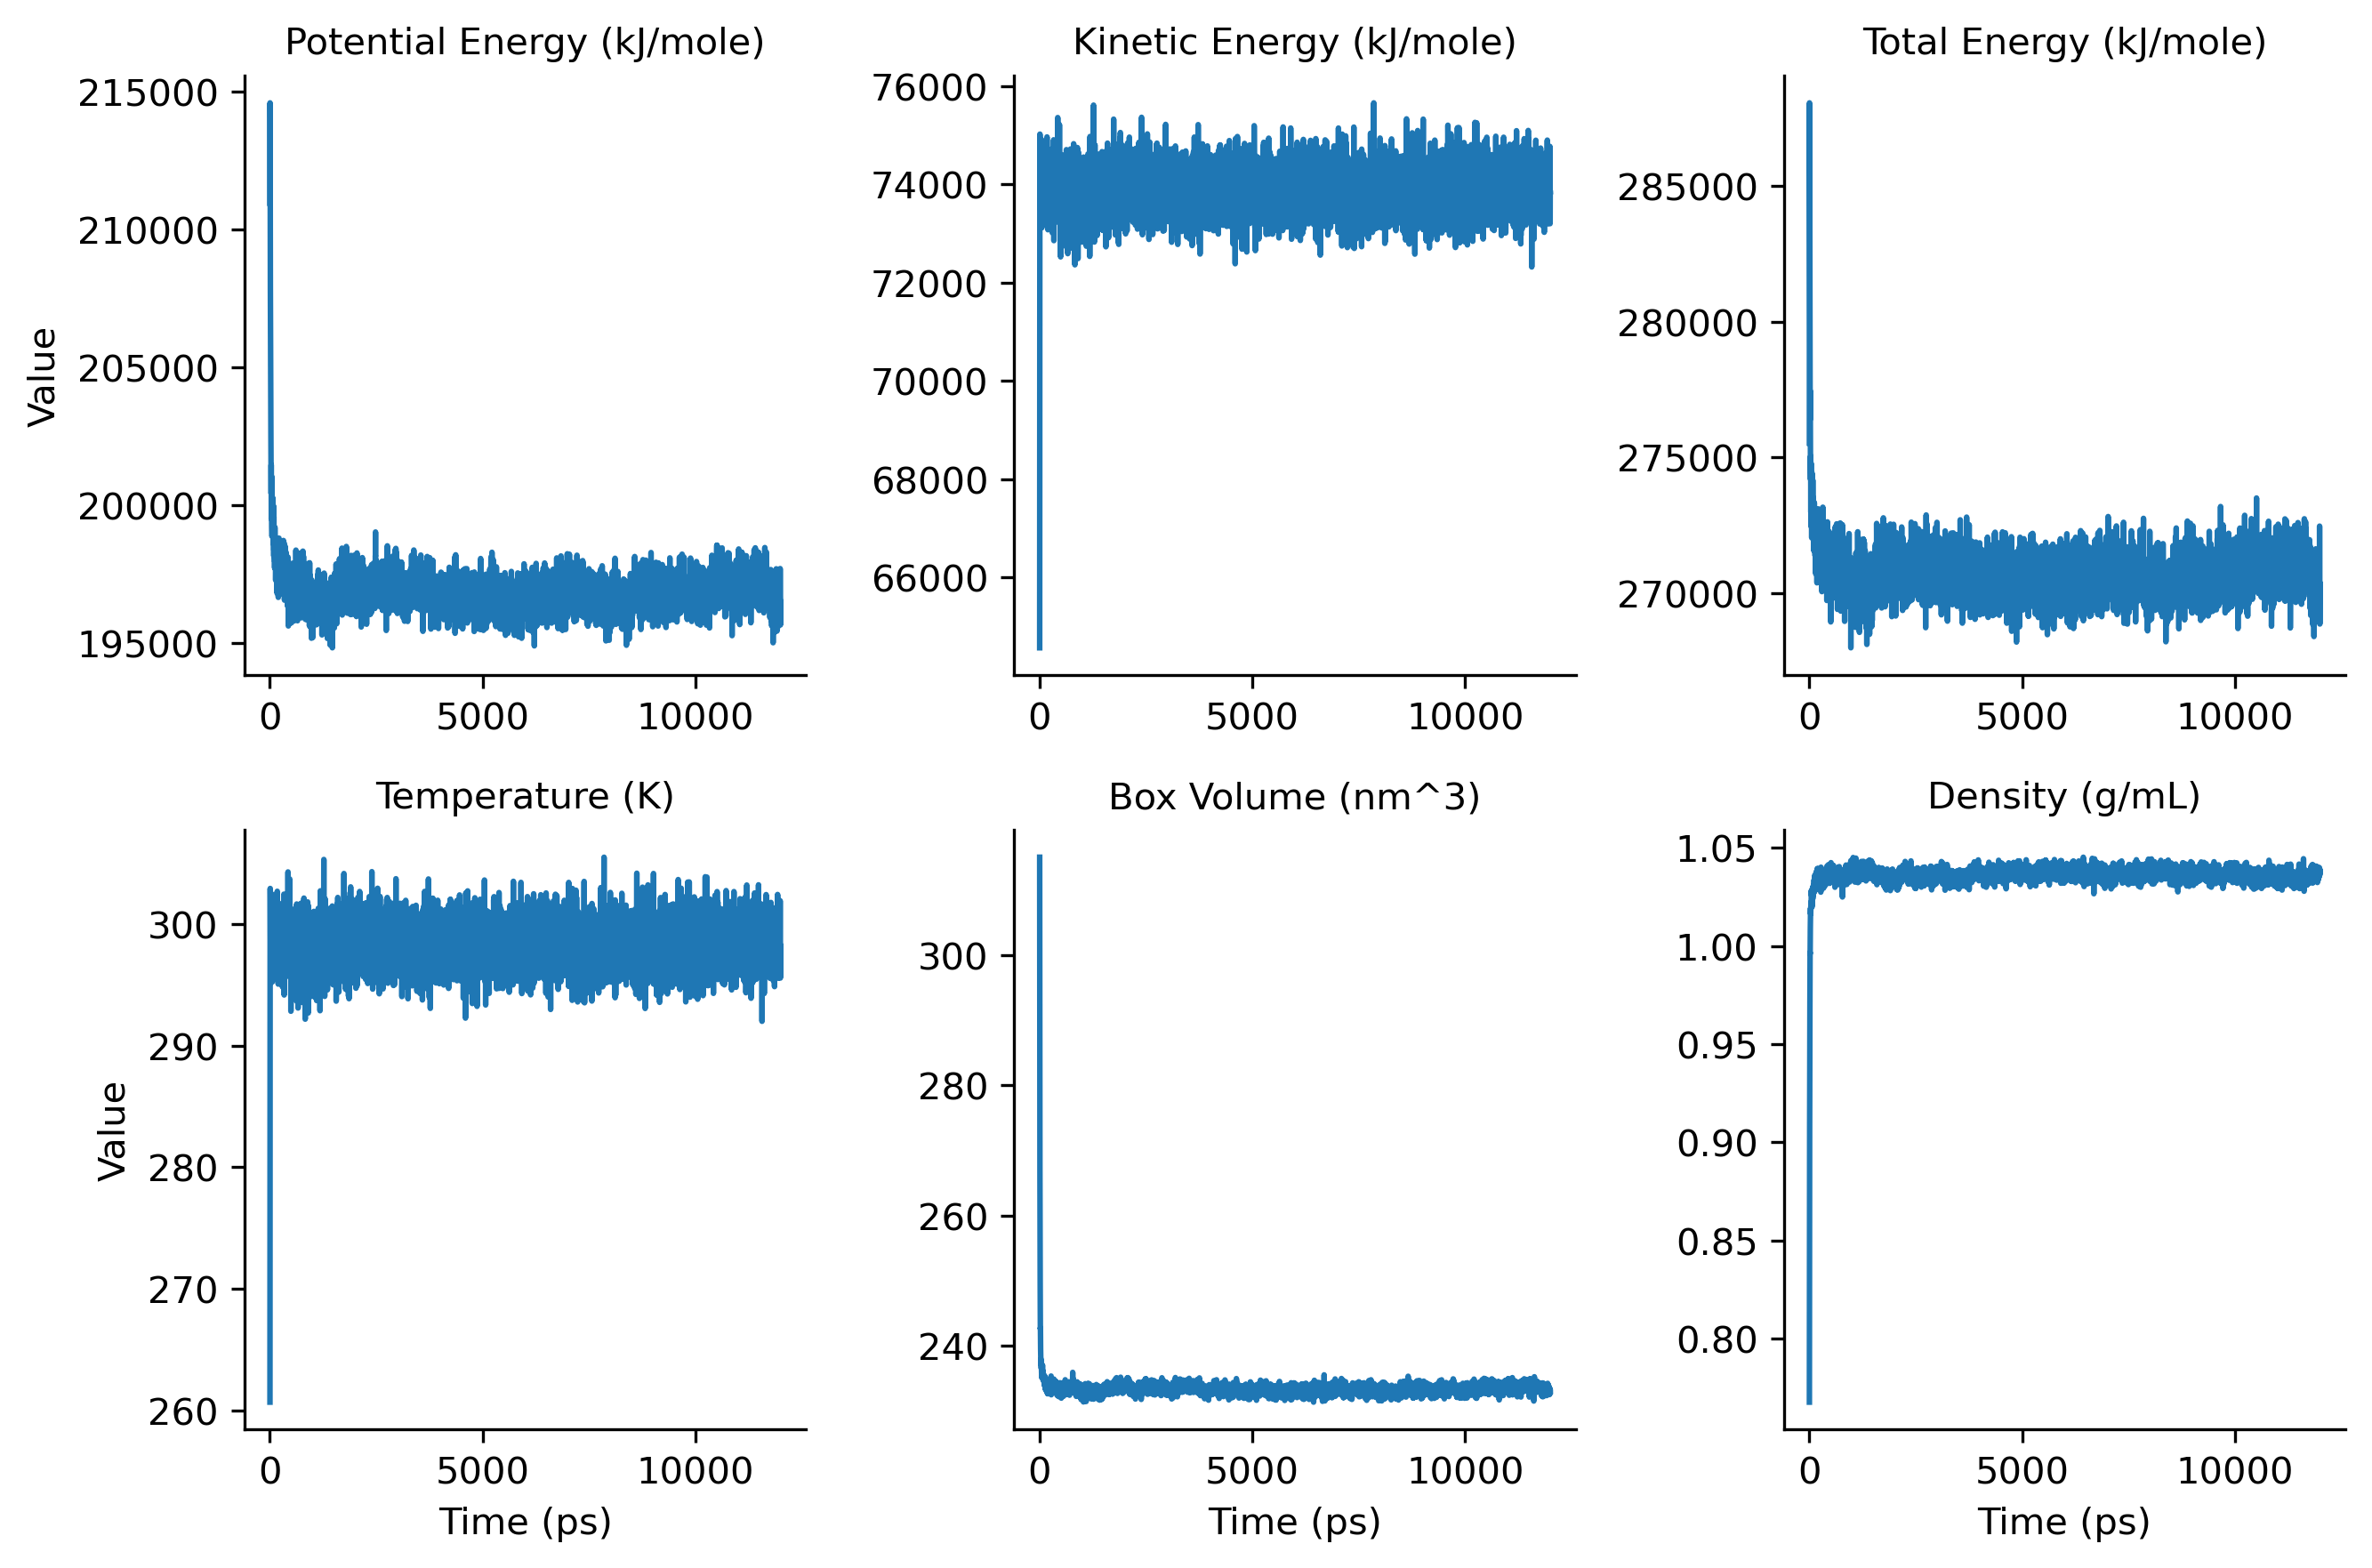 Potential Energy (kJ/mole)
215000
210000
205000
200000
195000
Value
0 5000 10000
Kinetic Energy (kJ/mole)
76000
74000
72000
70000
68000
66000
0 5000 10000
Total Energy (kJ/mole)
285000
280000
275000
270000
0 5000 10000
Temperature (K)
300
290
280
270
260
Value
0 5000 10000
Time (ps)
Box Volume (nm^3)
300
280
260
240
0 5000 10000
Time (ps)
Density (g/mL)
1.05
1.00
0.95
0.90
0.85
0.80
0 5000 10000
Time (ps)